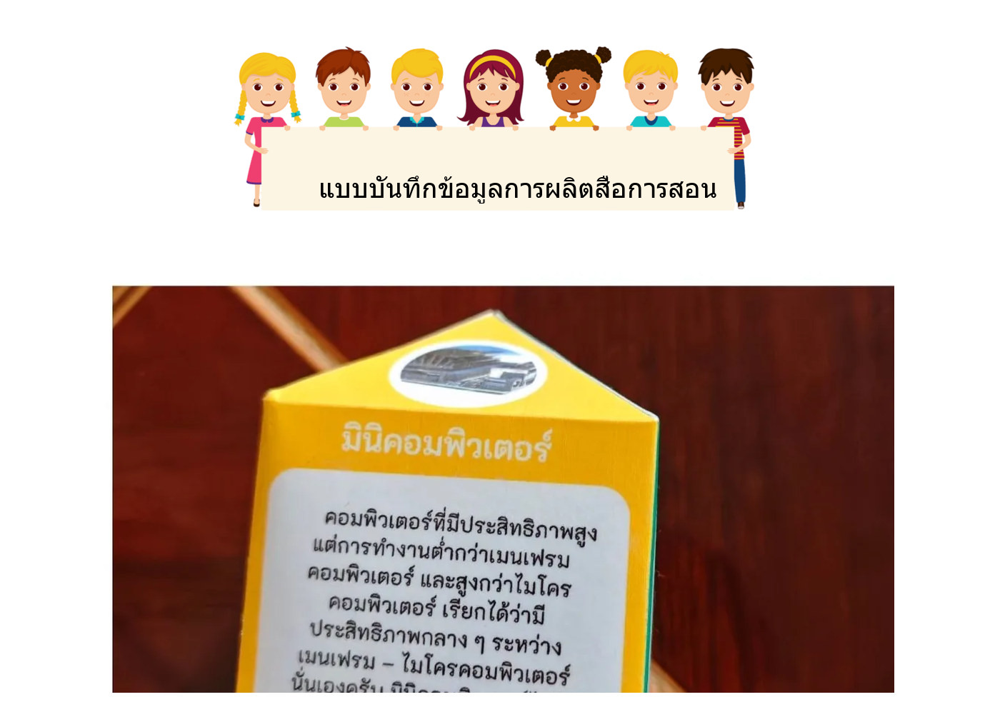 แบบบันทึกข้อมูลการผลิตสื่อการสอน
มินิคอมพิวเตอร์
คอมพิวเตอร์ที่มีประสิทธิภาพสูง
แต่การทำงานต่ำกว่าเมนเฟรม
คอมพิวเตอร์ และสูงกว่าไมโคร
คอมพิวเตอร์ เรียกได้ว่ามี
ประสิทธิภาพกลาง ๆ ระหว่าง
เมนเฟรม – ไมโครคอมพิวเตอร์
นั่นเองครับ